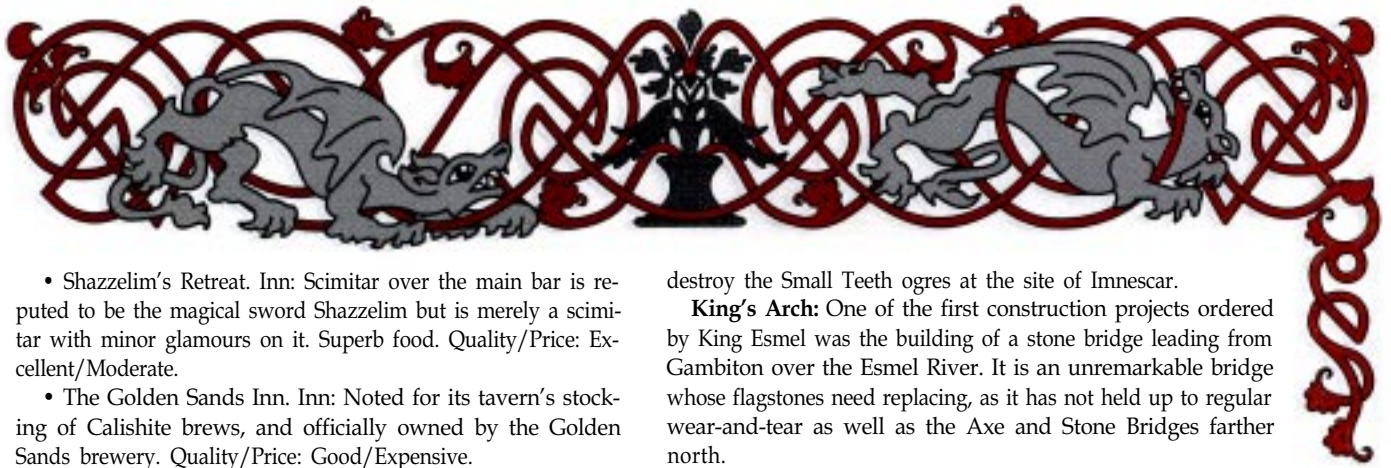 • Shazzelim's Retreat. Inn: Scimitar over the main bar is re-
puted to be the magical sword Shazzelim but is merely a scimi-
tar with minor glamours on it. Superb food. Quality/Price: Ex-
cellent/Moderate.
• The Golden Sands Inn. Inn: Noted for its tavern's stock-
ing of Calishite brews, and officially owned by the Golden
Sands brewery. Quality/Price: Good/Expensive.
destroy the Small Teeth ogres at the site of Imnescar.
King's Arch: One of the first construction projects ordered
by King Esmel was the building of a stone bridge leading from
Gambiton over the Esmel River. It is an unremarkable bridge
whose flagstones need replacing, as it has not held up to regular
wear-and-tear as well as the Axe and Stone Bridges farther
north.